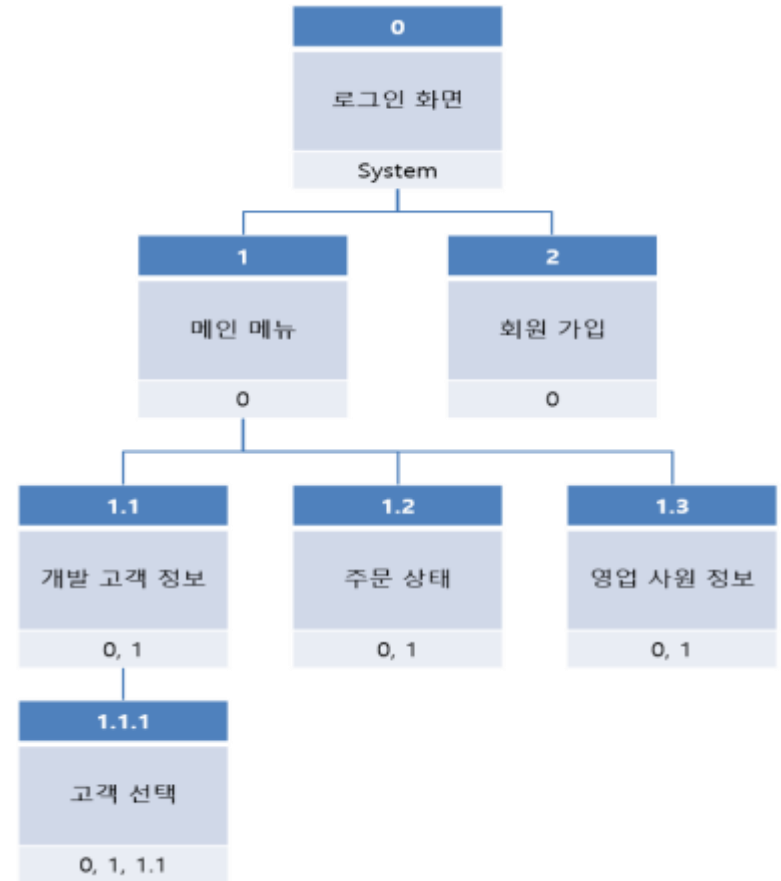 0
로그인 화면
System
1
메인 메뉴
0
2
회원 가입
0
1.1
개발 고객 정보
0, 1
1.2
주문 상태
0, 1
1.3
영업 사원 정보
0, 1
1.1.1
고객 선택
0, 1, 1.1